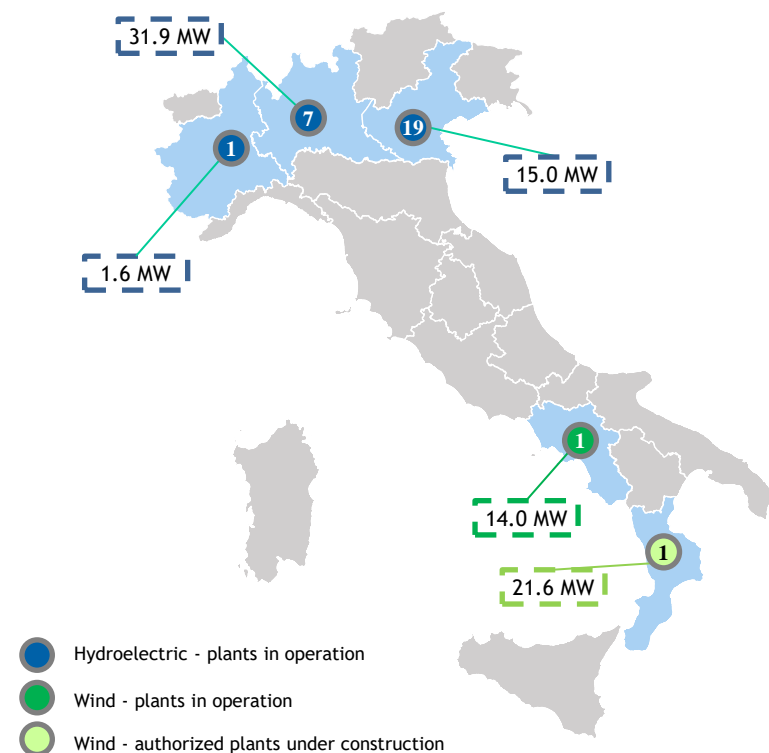 31.9 MW
7
19
1
15.0 MW
1.6 MW
1
14.0 MW
1
21.6 MW
Hydroelectric - plants in operation
Wind - plants in operation
Wind - authorized plants under construction